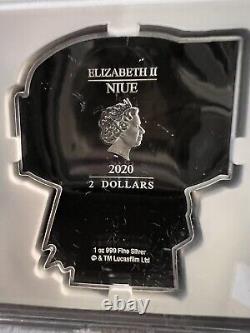 ELIZABETH II
NIUE
2020
2 DOLLARS
1 oz 999 Fine Silver
© & TM Lucasfilm Ltd